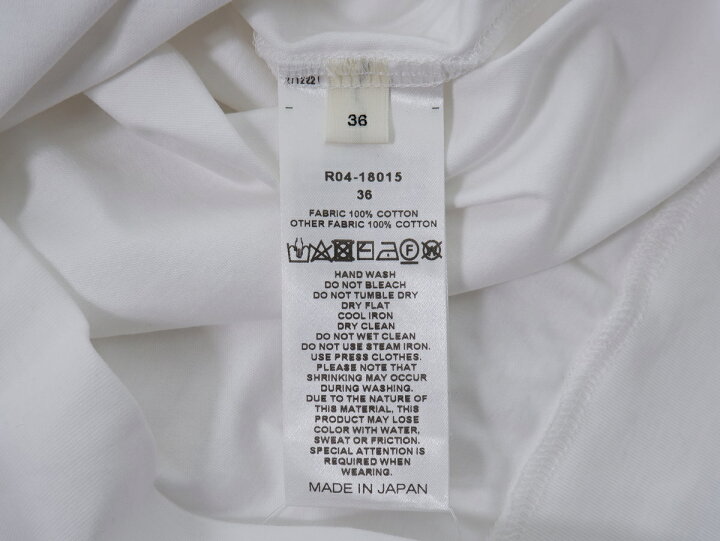 36
R04-18015
36
FABRIC 100% COTTON
OTHER FABRIC 100% COTTON
F W
HAND WASH
DO NOT BLEACH
DO NOT TUMBLE DRY
DRY FLAT
COOL IRON
DRY CLEAN
DO NOT WET CLEAN
DO NOT USE STEAM IRON.
USE PRESS CLOTHES.
PLEASE NOTE THAT
SHRINKING MAY OCCUR
DURING WASHING.
DUE TO THE NATURE OF
THIS MATERIAL, THIS
PRODUCT MAY LOSE
COLOR WITH WATER,
SWEAT OR FRICTION.
SPECIAL ATTENTION IS
REQUIRED WHEN
WEARING.
MADE IN JAPAN